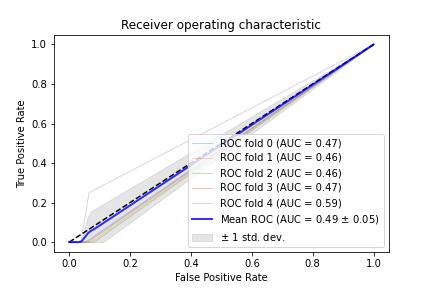 Receiver operating characteristic
True Positive Rate
1.0
0.8
0.6
0.4
0.2
0.0
ROC fold 0 (AUC = 0.47)
ROC fold 1 (AUC = 0.46)
ROC fold 2 (AUC = 0.46)
ROC fold 3 (AUC = 0.47)
ROC fold 4 (AUC = 0.59)
Mean ROC (AUC = 0.49 ± 0.05)
± 1 std. dev.
0.0 0.2 0.4 0.6 0.8 1.0
False Positive Rate